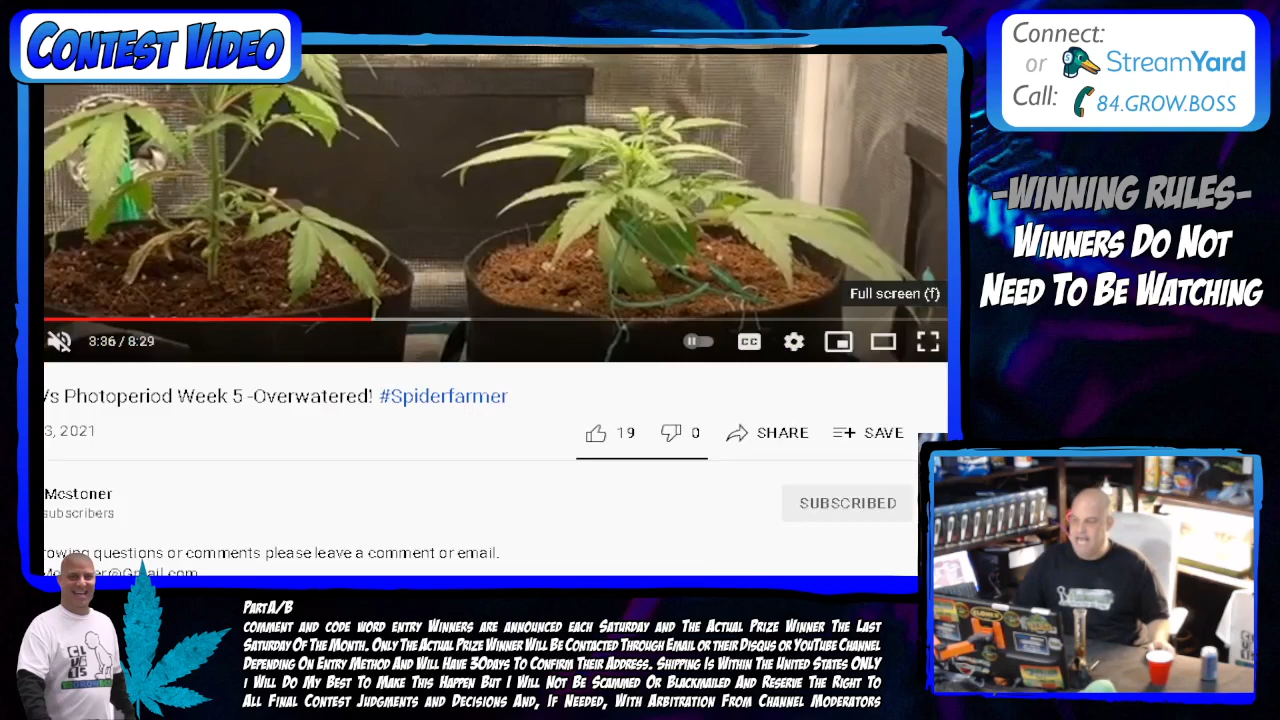 Contest Video
Connect:
or StreamYard
Call: 84.GROW.BOSS
-Winning Rules-
Winners Do Not
Need To Be Watching
Full screen (f)
3:36 / 8:29
CC
Vs Photoperiod Week 5 -Overwatered! #Spiderfarmer
3, 2021
19 0 SHARE SAVE
Mcstoner
subscribers
SUBSCRIBED
rowing questions or comments please leave a comment or email.
Part A/B
comment and code word entry Winners are announced each Saturday and The Actual Prize Winner The Last
Saturday Of The Month. Only The Actual Prize Winner Will Be Contacted Through Email or their Disqus or YouTube Channel
Depending On Entry Method And Will Have 30Days To Confirm Their Address. Shipping Is Within The United States ONLY
I Will Do My Best To Make This Happen But I Will Not Be Scammed Or Blackmailed And Reserve The Right To
All Final Contest Judgments and Decisions And, If Needed, With Arbitration From Channel Moderators